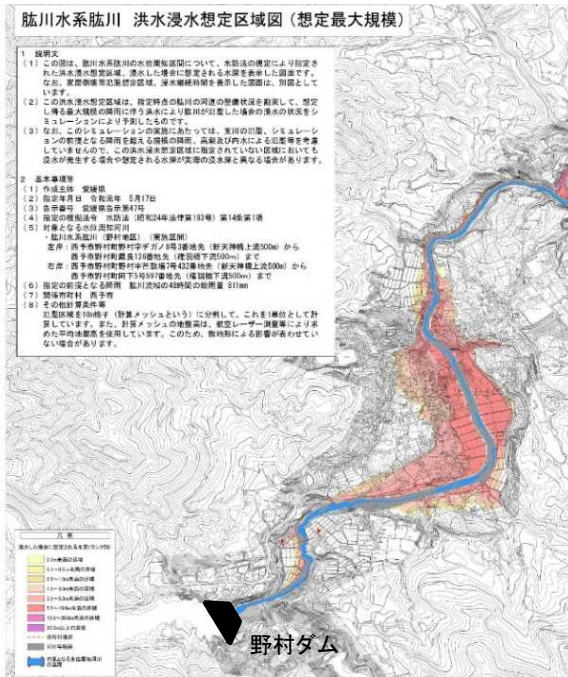 肱川水系肱川 洪水浸水想定区域図(想定最大規模)
1 説明文
(1)この図は、肱川水系肱川の水位周知区間について、水防法の規定により指定さ
れた洪水浸水想定区域、浸水した場合に想定される水深を表示した図面です。
なお、家屋倒壊等氾濫想定区域、浸水継続時間を表示した図面は、別図として
います。
(2)この洪水浸水想定区域は、指定時点の肱川の河道の整備状況を勘案して、想定
し得る最大規模の降雨に伴う洪水により肱川が氾濫した場合の浸水の状況をシ
ミュレーションにより予測したものです。
(3)なお、このシミュレーションの実施にあたっては、支川の氾濫、シミュレーショ
ンの前提となる降雨を超える規模の降雨、高潮及び内水による氾濫等を考慮
していませんので、この洪水浸水想定区域に指定されていない区域においても
浸水が発生する場合や想定される水深が実際の浸水深と異なる場合があります。
2 基本事項等
(1)作成主体 愛媛県
(2)指定年月日 令和元年 5月17日
(3)告示番号 愛媛県告示第47号
(4)指定の根拠法令 水防法(昭和24年法律第193号)第14条第1項
(5)対象となる水位周知河川
・肱川水系肱川(野村地区)(実施区間)
左岸:西予市野村町野村字 8号3番地先(新天神橋上流500m)から
西予市野村町 126番地先( 橋下流500m)まで
右岸:西予市野村町野村字 7号432番地先(新天神橋上流500m)から
西予市野村町 5号597番地先( 橋下流500m)まで
(6)指定の前提となる降雨 肱川流域の48時間の総雨量 811mm
(7)関係市町村 西予市
(8)その他計算条件等
氾濫区域を10m格子(計算メッシュという)に分割して、これを1単位として計
算しています。また、計算メッシュの地盤高は、航空レーザー測量等により求
めた平均地盤高を使用しています。このため、微地形による影響が表わせてい
ない場合があります。
凡例
浸水した場合に想定される水深(ランク別)
市町村境界
河川等範囲
野村ダム